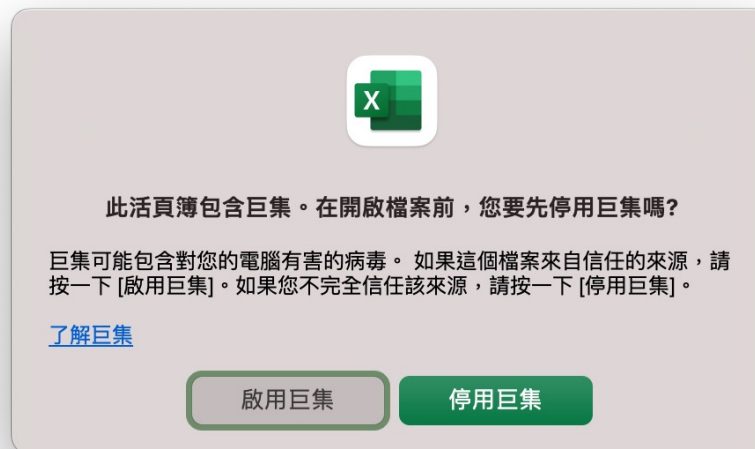 X
此活頁簿包含巨集。在開啟檔案前，您要先停用巨集嗎?
巨集可能包含對您的電腦有害的病毒。 如果這個檔案來自信任的來源，請
按一下 [啟用巨集]。如果您不完全信任該來源，請按一下 [停用巨集]。
了解巨集
啟用巨集
停用巨集